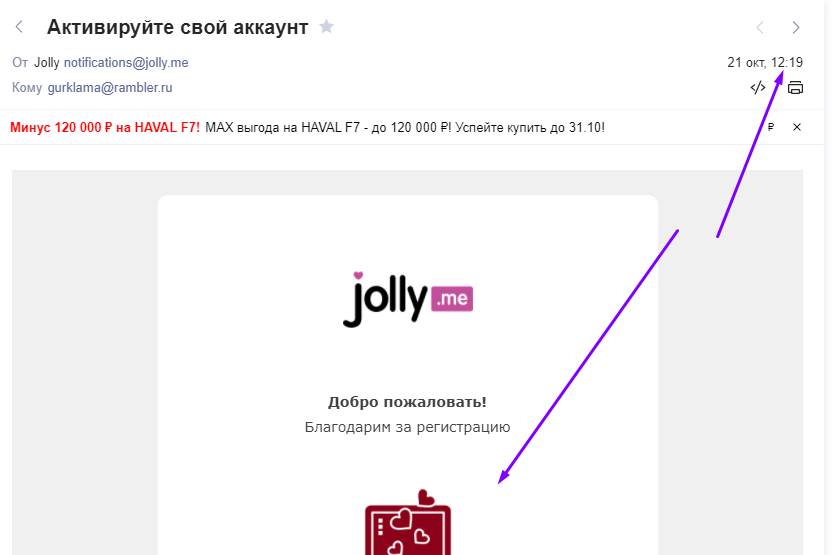 Активируйте свой аккаунт
От Jolly notifications@jolly.me
21 окт, 12:19
Кому gurklama@rambler.ru
Минус 120 000 ₽ на HAVAL F7! MAX выгода на HAVAL F7 - до 120 000 ₽! Успейте купить до 31.10! ₽
jolly.me
Добро пожаловать!
Благодарим за регистрацию